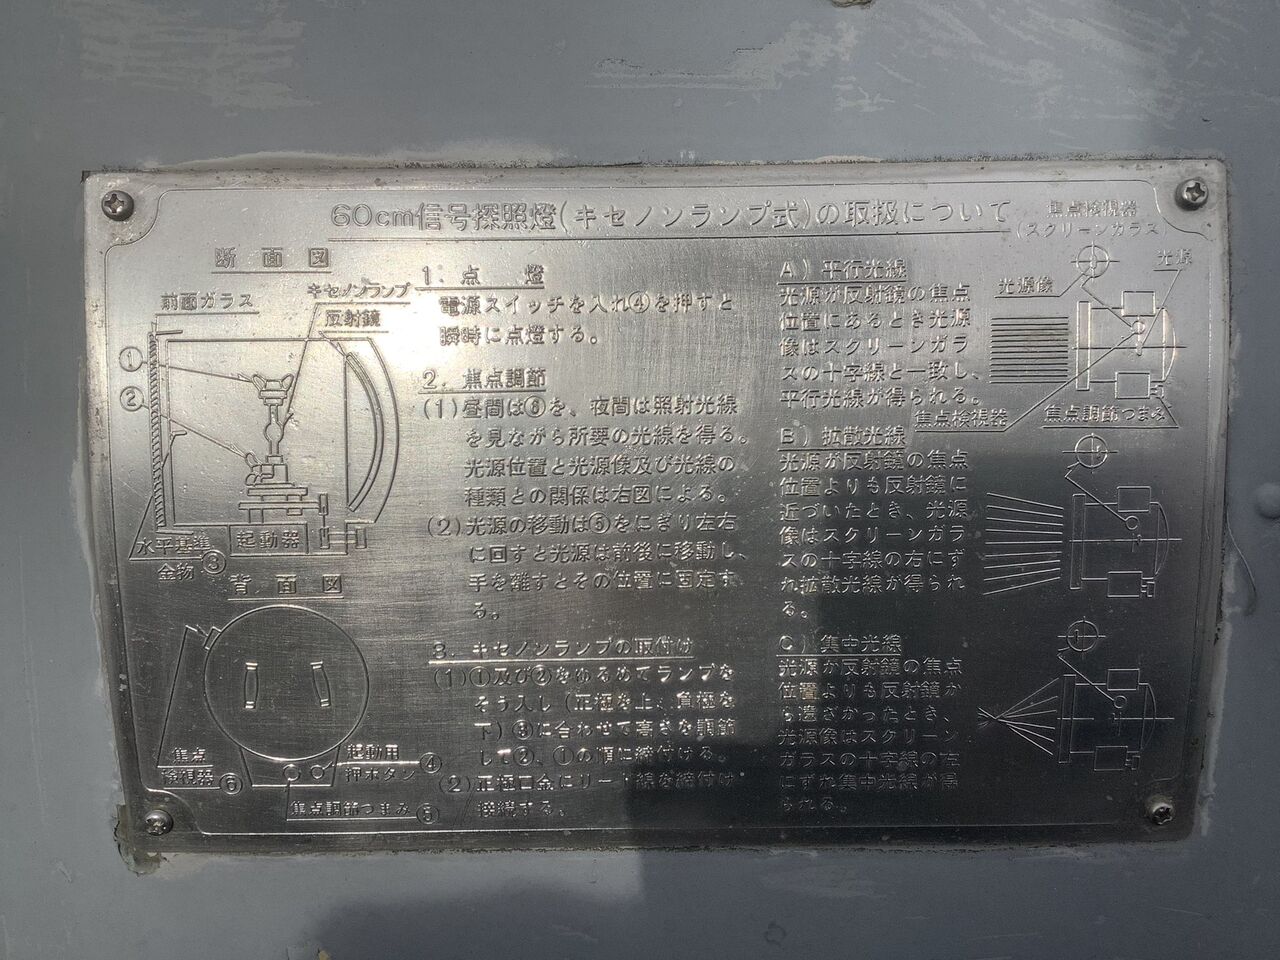 60cm信号探照燈(キセノンランプ式)の取扱について
断面図
前面ガラス
キセノンランプ
反射鏡
①
②
水平基準
金物③
起動器
背面図
焦点
検視器⑥
起動用
押ボタン④
焦点調節つまみ⑤
1. 点 燈
電源スイッチを入れ④を押すと
瞬時に点燈する。
2. 焦点調節
(1)昼間は⑥を、夜間は照射光線
を見ながら所要の光線を得る。
光源位置と光源像及び光線の
種類との関係は右図による。
(2)光源の移動は⑤をにぎり左右
に回すと光源は前後に移動し、
手を離すとその位置に固定す
る。
3. キセノンランプの取付け
(1)①及び②をゆるめてランプを
そう入し(正極を上、負極を
下)③に合わせて高さを調節
して②、①の順に締付ける。
(2)正極口金にリード線を締付け
接続する。
A) 平行光線
光源が反射鏡の焦点
位置にあるとき光源
像はスクリーンガラ
スの十字線と一致し、
平行光線が得られる。
B) 拡散光線
光源が反射鏡の焦点
位置よりも反射鏡に
近づいたとき、光源
像はスクリーンガラ
スの十字線の右にず
れ拡散光線が得られ
る。
C) 集中光線
光源が反射鏡の焦点
位置よりも反射鏡か
ら遠ざかったとき、
光源像はスクリーン
ガラスの十字線の左
にずれ集中光線が得
られる。
焦点検視器
(スクリーンガラス)
光源像
光源
焦点検視器
焦点調節つまみ